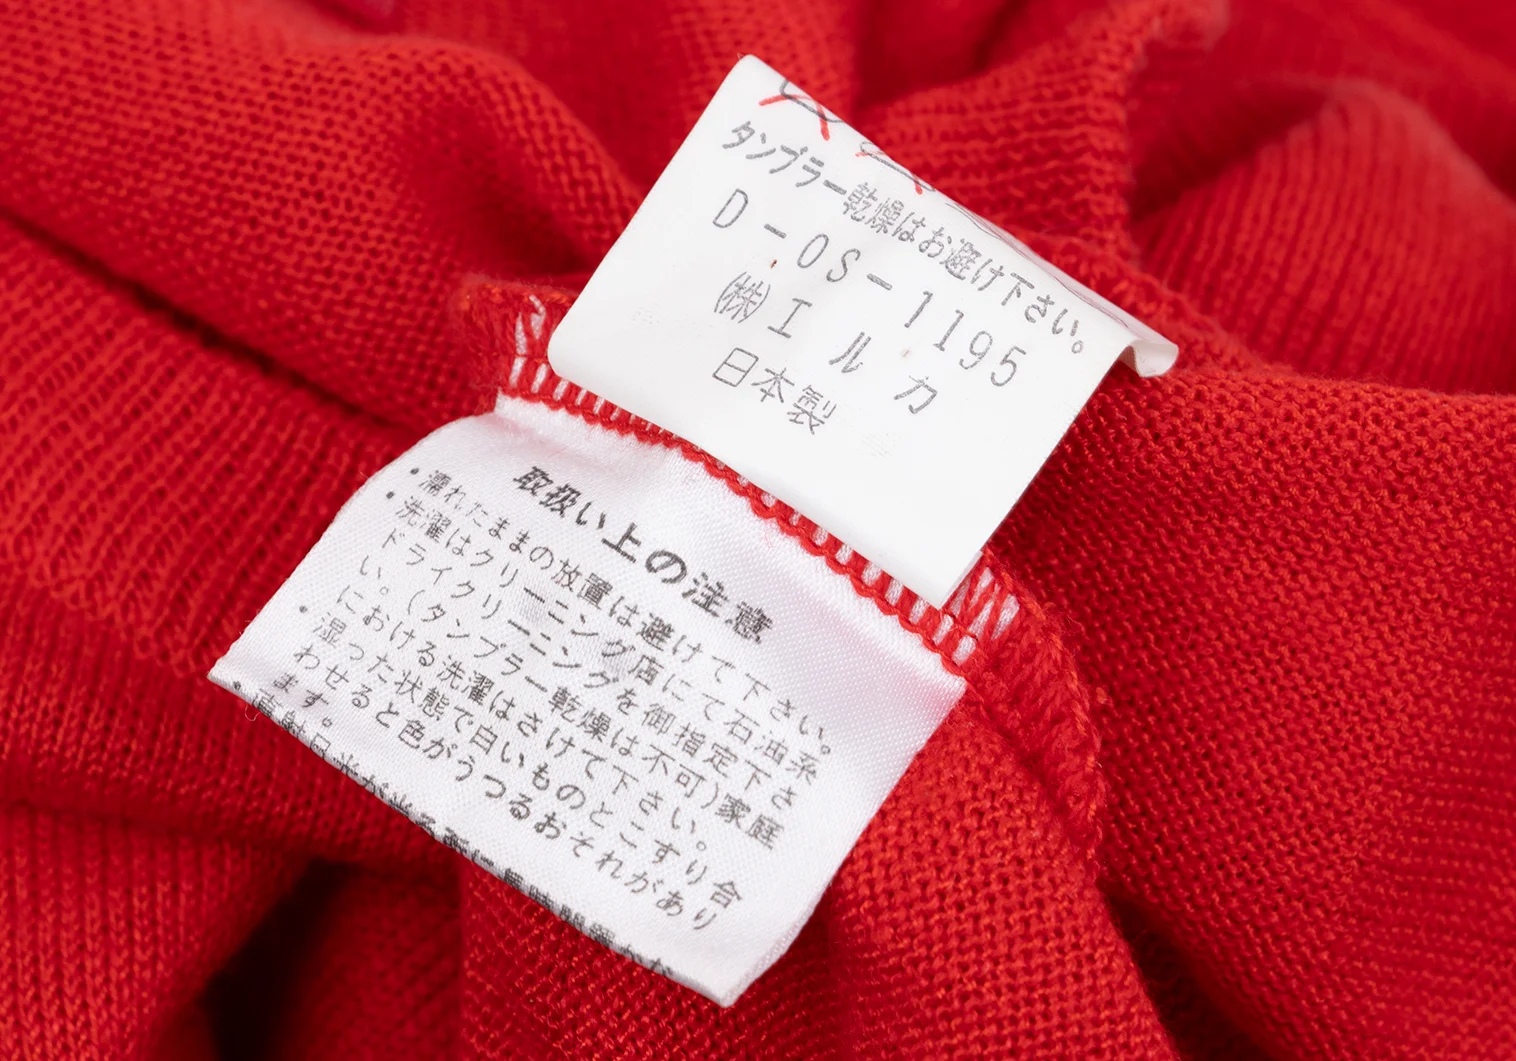 タンブラー乾燥はお避け下さい。
D-OS-1195
㈱エルカ
日本製
取扱い上の注意
・濡れたままの放置は避けて下さい。
・洗濯はクリーニング店にて石油系
ドライクリーニングを御指定下さ
い。(タンブラー乾燥は不可)家庭
における洗濯はさけて下さい。
・湿った状態で白いものとこすり合
わせると色がうつるおそれがあり
ます。